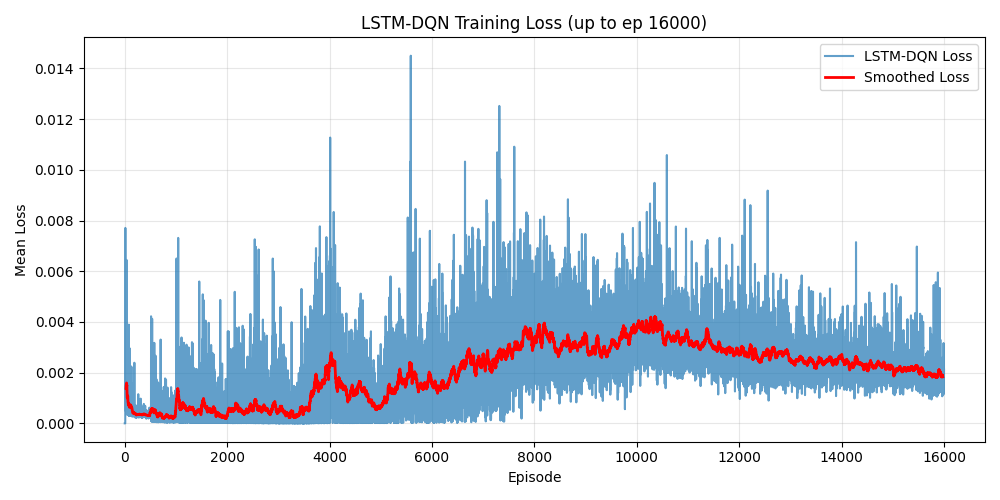 LSTM-DQN Training Loss (up to ep 16000)
LSTM-DQN Loss
Smoothed Loss
Mean Loss
0.014
0.012
0.010
0.008
0.006
0.004
0.002
0.000
0 2000 4000 6000 8000 10000 12000 14000 16000
Episode